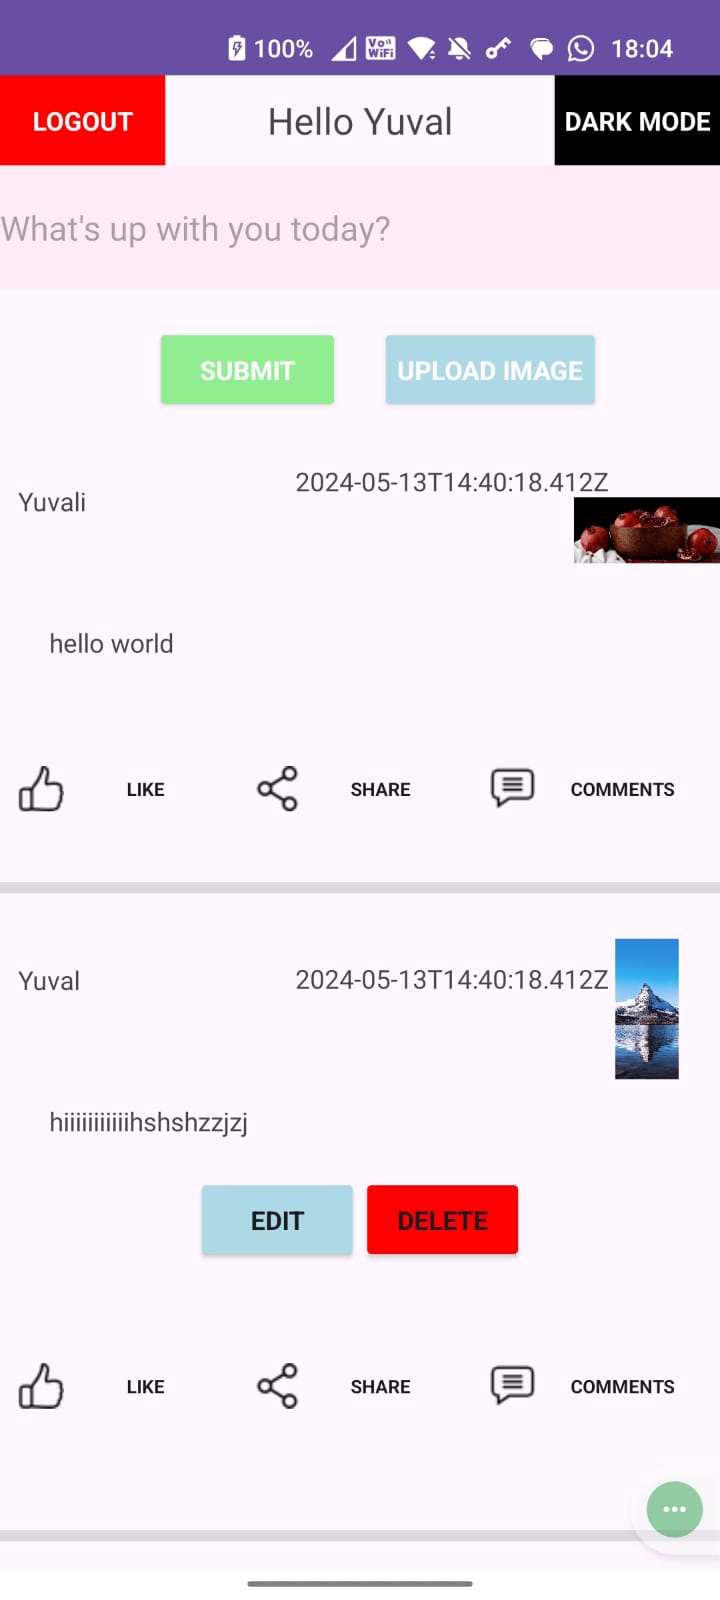 100% Vo WiFi 18:04
LOGOUT Hello Yuval DARK MODE
What's up with you today?
SUBMIT UPLOAD IMAGE
2024-05-13T14:40:18.412Z
Yuvali
hello world
LIKE SHARE COMMENTS
Yuval 2024-05-13T14:40:18.412Z
hiiiiiiiiiiihshshzzjzj
EDIT DELETE
LIKE SHARE COMMENTS